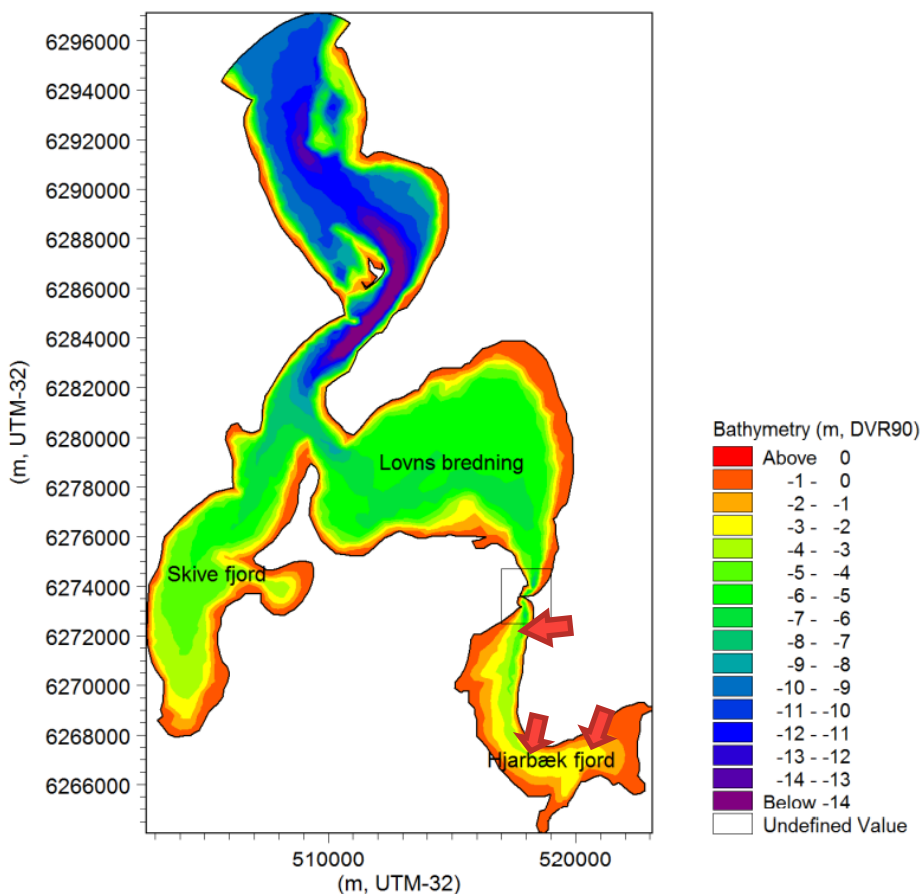 6296000
6294000
6292000
6290000
6288000
6286000
6284000
6282000
6280000
6278000
6276000
6274000
6272000
6270000
6268000
6266000
(m, UTM-32)
Lovns bredning
Skive fjord
Hjarbæk fjord
510000
520000
(m, UTM-32)
Bathymetry (m, DVR90)
Above 0
-1 - 0
-2 - -1
-3 - -2
-4 - -3
-5 - -4
-6 - -5
-7 - -6
-8 - -7
-9 - -8
-10 - -9
-11 - -10
-12 - -11
-13 - -12
-14 - -13
Below -14
Undefined Value